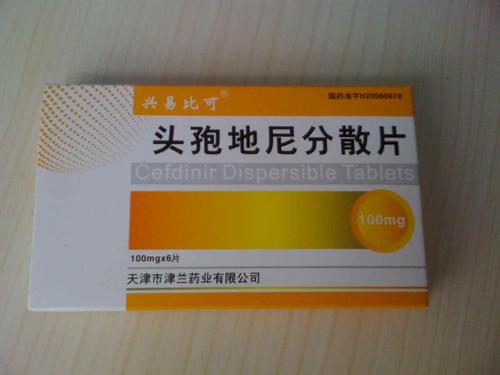 兴易比可®
国药准字H20080678
头孢地尼分散片
Cefdinir Dispersible Tablets
100mg
100mgx6片
天津市津兰药业有限公司